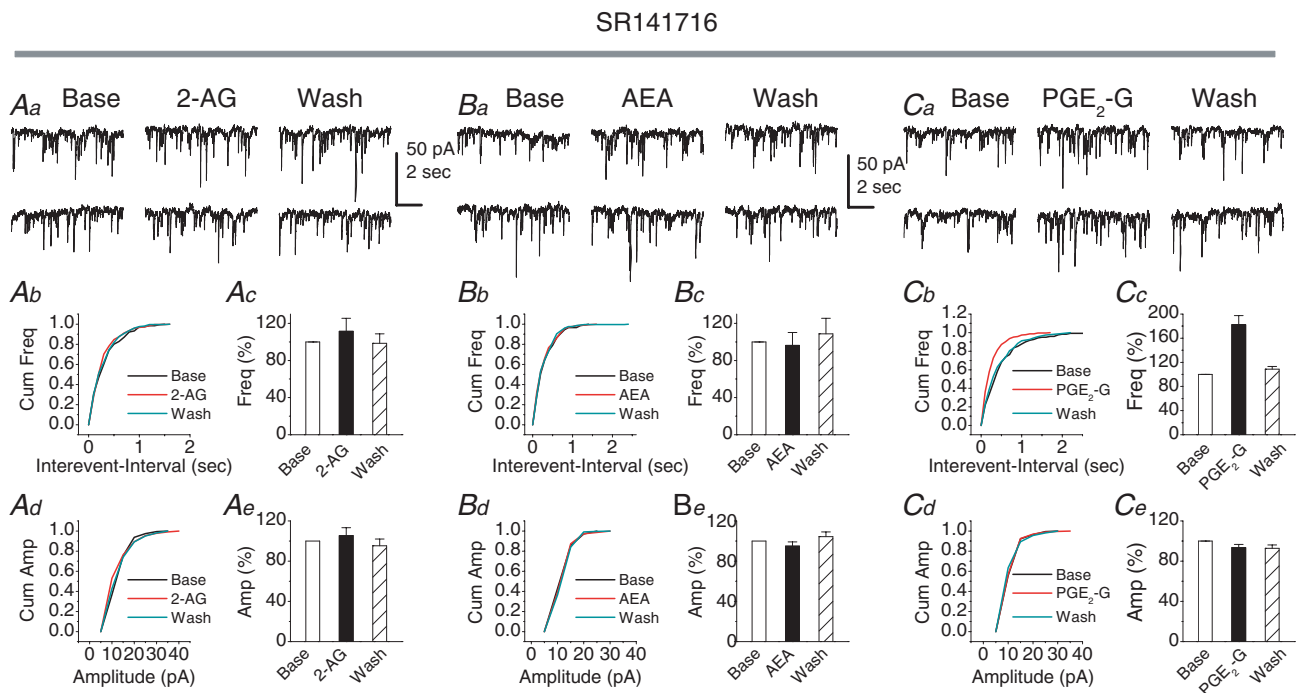 SR141716
Aa Base 2-AG Wash
50 pA
2 sec
Ba Base AEA Wash
50 pA
2 sec
Ca Base PGE₂-G Wash
Ab
Cum Freq
1.0
0.8
0.6
0.4
0.2
0.0
Base
2-AG
Wash
0 1 2
Interevent-Interval (sec)
Ac
Freq (%)
120
80
40
0
Base 2-AG Wash
Bb
Cum Freq
1.0
0.8
0.6
0.4
0.2
0.0
Base
AEA
Wash
0 1 2
Interevent-Interval (sec)
Bc
Freq (%)
120
80
40
0
Base AEA Wash
Cb
Cum Freq
1.2
1.0
0.8
0.6
0.4
0.2
0.0
Base
PGE₂-G
Wash
0 1 2
Interevent-Interval (sec)
Cc
Freq (%)
200
160
120
80
40
0
Base PGE₂-G Wash
Ad
Cum Amp
1.0
0.8
0.6
0.4
0.2
0.0
Base
2-AG
Wash
0 10 20 30 40
Amplitude (pA)
Ae
Amp (%)
120
80
40
0
Base 2-AG Wash
Bd
Cum Amp
1.0
0.8
0.6
0.4
0.2
0.0
Base
AEA
Wash
0 10 20 30 40
Amplitude (pA)
Be
Amp (%)
120
80
40
0
Base AEA Wash
Cd
Cum Amp
1.0
0.8
0.6
0.4
0.2
0.0
Base
PGE₂-G
Wash
0 10 20 30 40
Amplitude (pA)
Ce
Amp (%)
120
80
40
0
Base PGE₂-G Wash